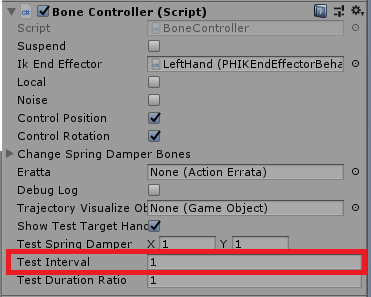 Bone Controller (Script)
Script BoneController
Suspend
Ik End Effector LeftHand (PHIKEndEffectorBeha
Local
Noise
Control Position
Control Rotation
Change Spring Damper Bones
Eratta None (Action Errata)
Debug Log
Trajectory Visualize Ob None (Game Object)
Show Test Target Hand
Test Spring Damper X 1 Y 1
Test Interval 1
Test Duration Ratio 1